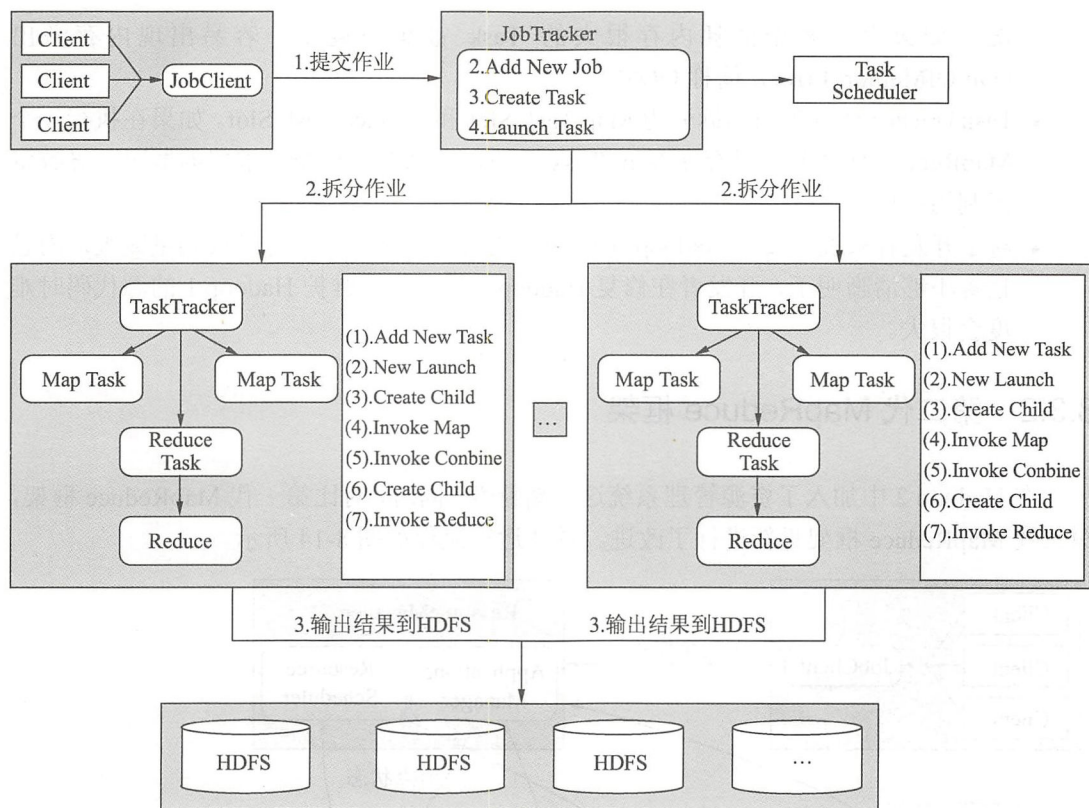 Client
Client
Client
JobClient
1.提交作业
JobTracker
2.Add New Job
3.Create Task
4.Launch Task
Task
Scheduler
2.拆分作业
2.拆分作业
TaskTracker
Map Task
Map Task
Reduce
Task
Reduce
(1).Add New Task
(2).New Launch
(3).Create Child
(4).Invoke Map
(5).Invoke Conbine
(6).Create Child
(7).Invoke Reduce
…
TaskTracker
Map Task
Map Task
Reduce
Task
Reduce
(1).Add New Task
(2).New Launch
(3).Create Child
(4).Invoke Map
(5).Invoke Conbine
(6).Create Child
(7).Invoke Reduce
3.输出结果到HDFS
3.输出结果到HDFS
HDFS
HDFS
HDFS
…